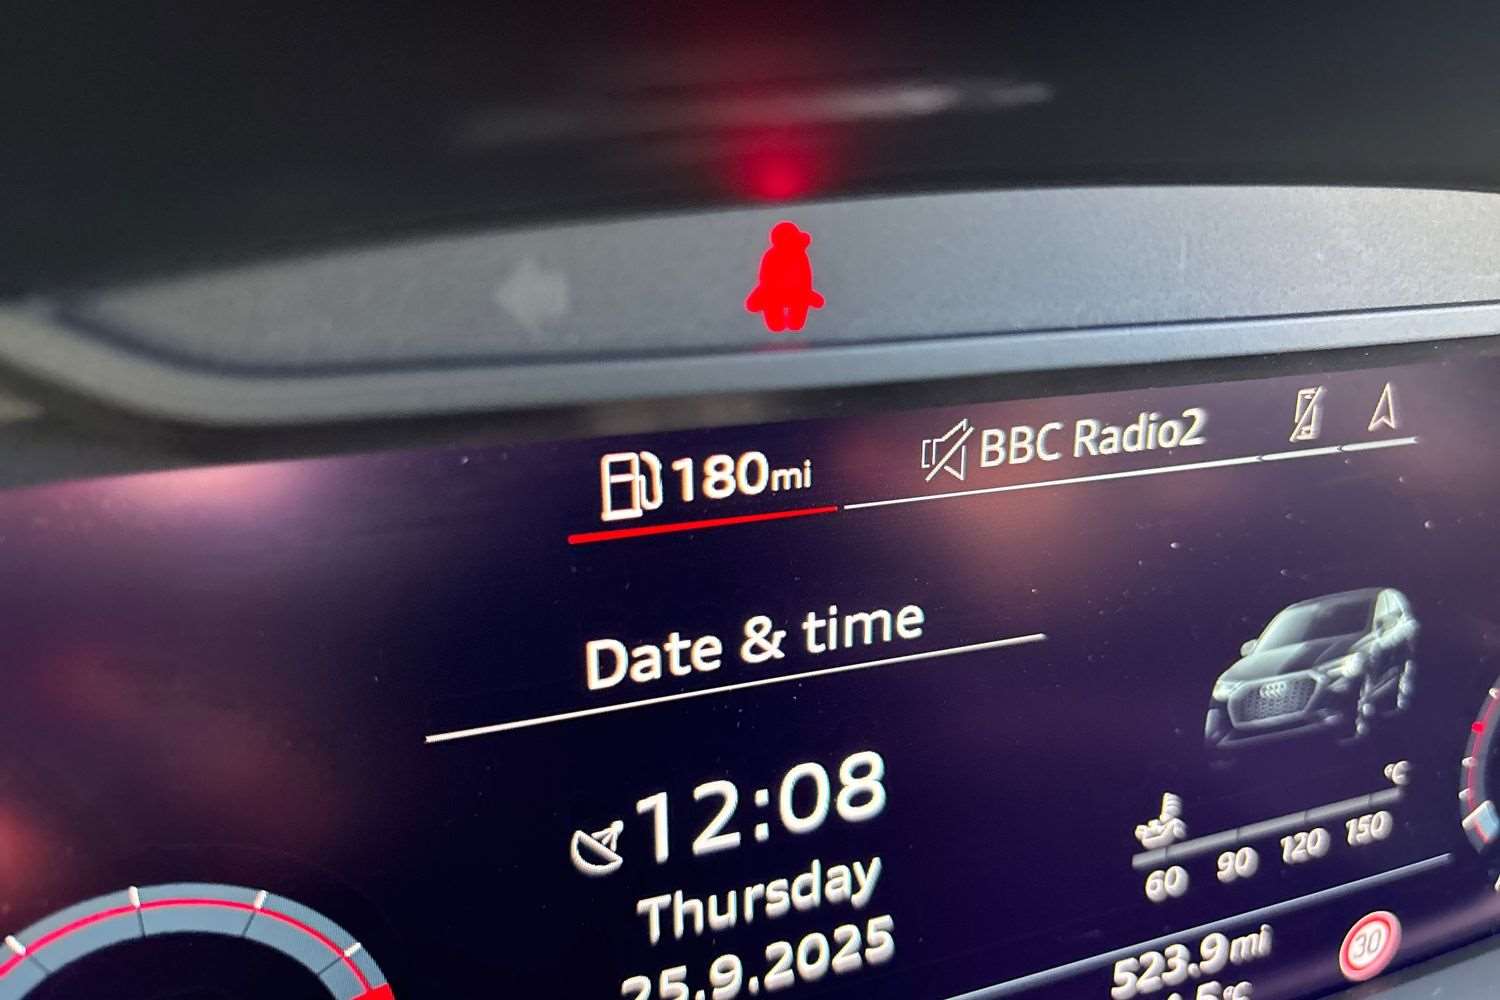 180mi
BBC Radio2
Date & time
12:08
Thursday
25.9.2025
°C
60 90 120 150
523.9mi
30
°C